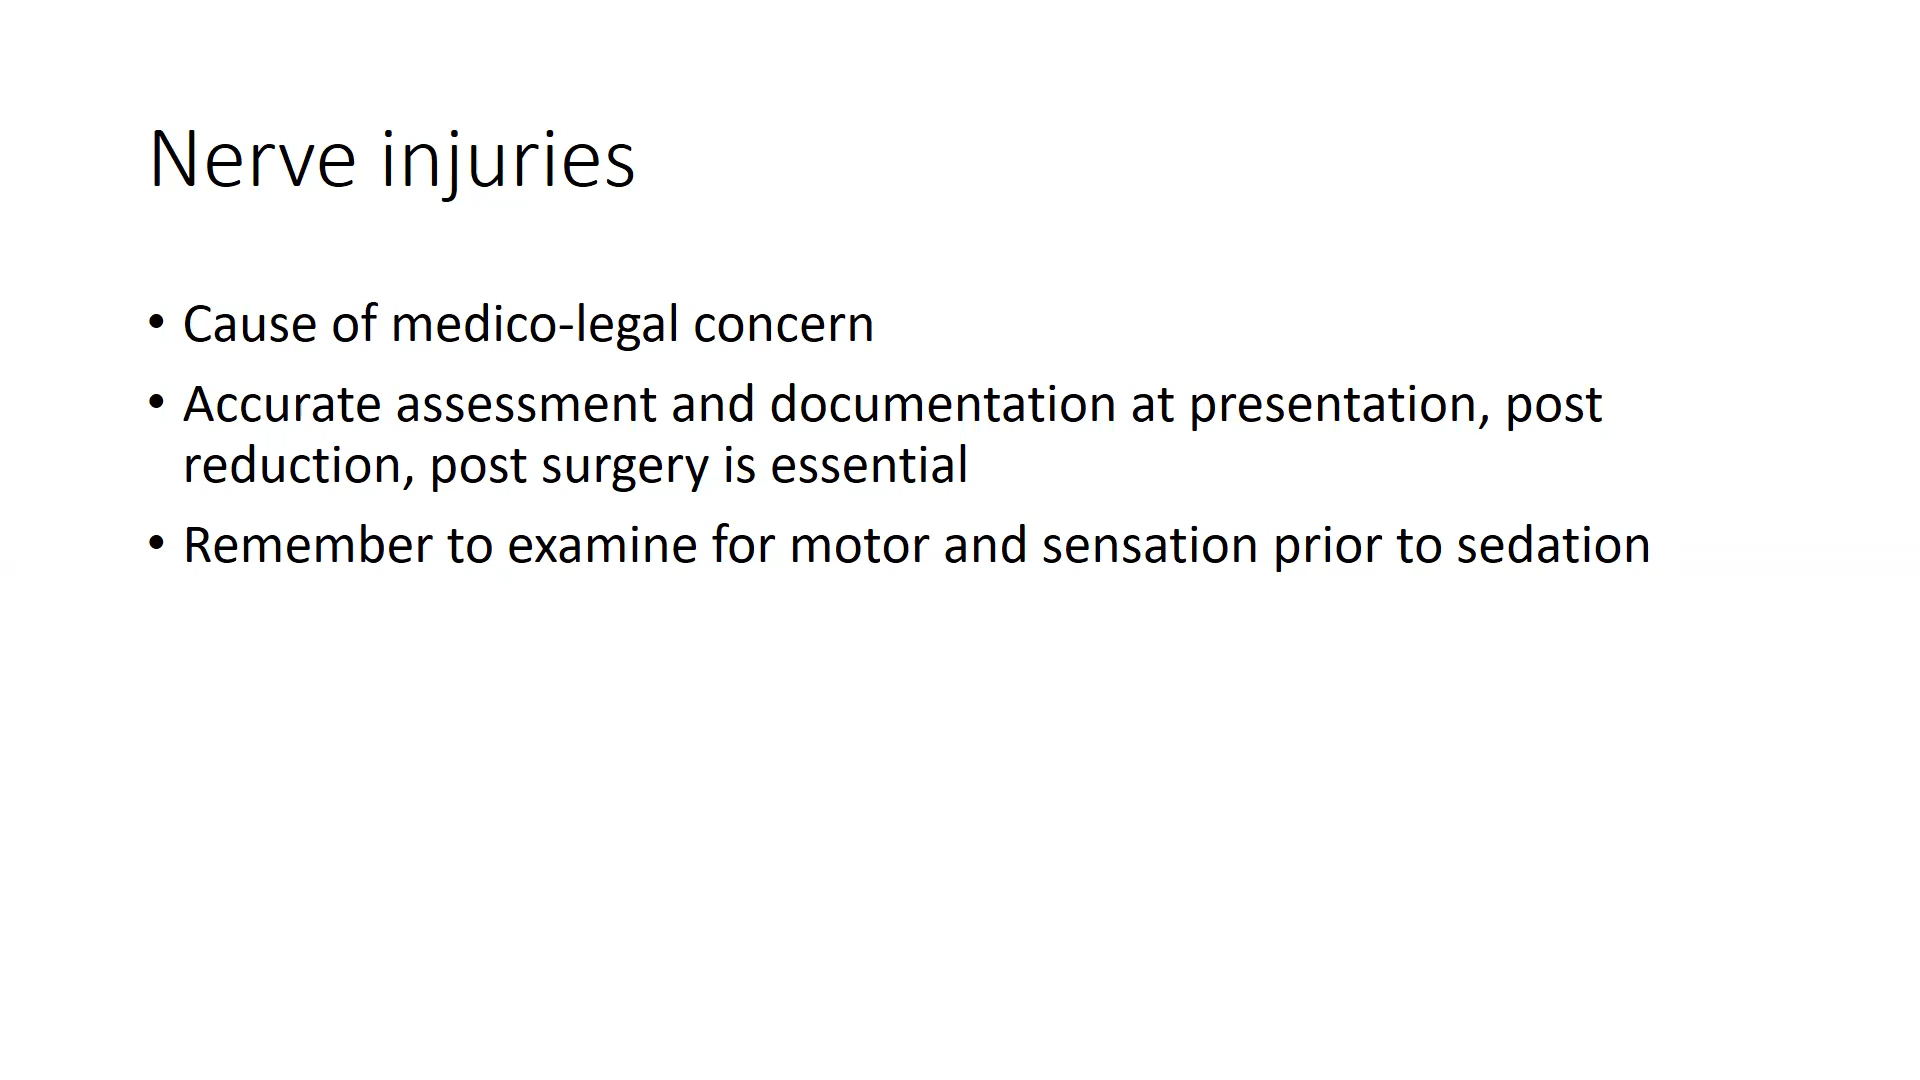 Nerve injuries
• Cause of medico-legal concern
• Accurate assessment and documentation at presentation, post
reduction, post surgery is essential
• Remember to examine for motor and sensation prior to sedation